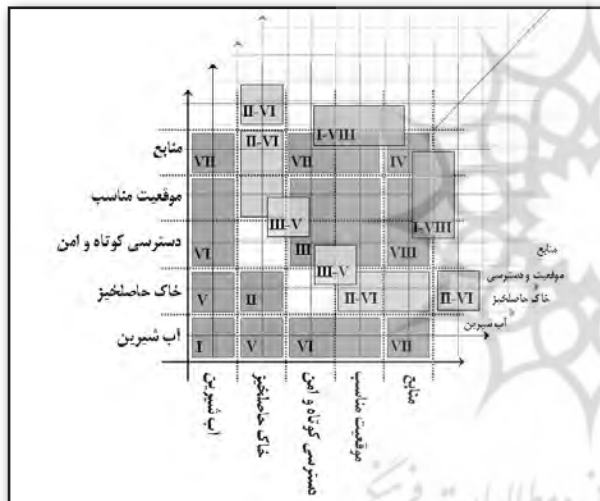 II-VI
I-VIII
منابع
VII
II-VI
VII
IV
موقعیت مناسب
III-V
I-VIII
دسترسی کوتاه و امن
VI
III
VIII
منابع
III-V
موقعیت و دسترسی
خاک حاصلخیز
V
II
II-VI
II-VI
خاک حاصلخیز
آب شیرین
آب شیرین
I
V
VI
VII
آب شیرین
خاک حاصلخیز
دسترسی کوتاه و امن
موقعیت مناسب
منابع